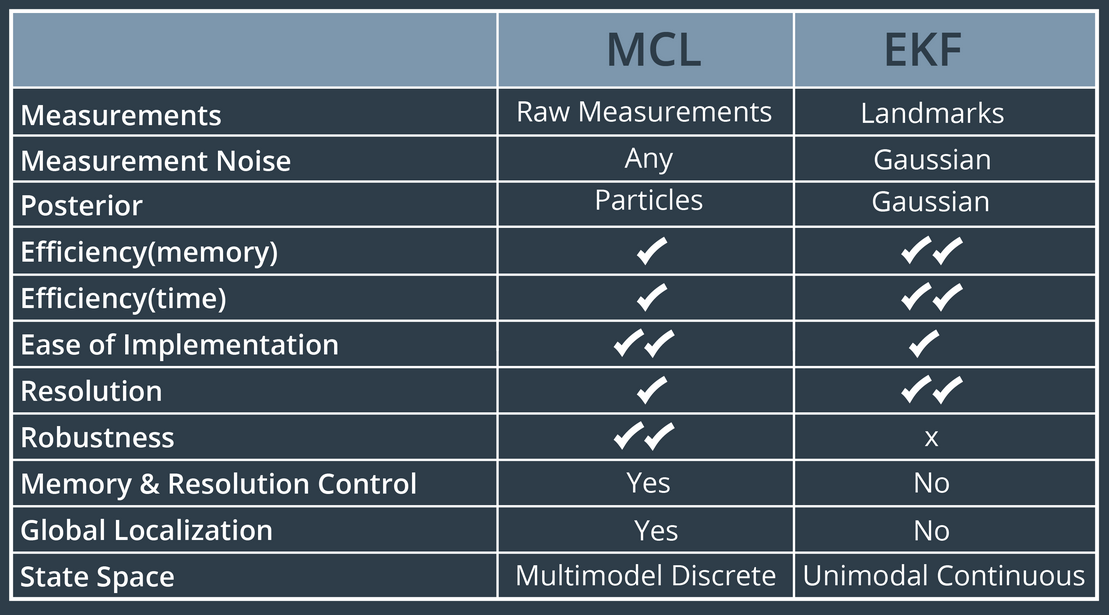 MCL EKF
Measurements Raw Measurements Landmarks
Measurement Noise Any Gaussian
Posterior Particles Gaussian
Efficiency(memory) ✓ ✓✓
Efficiency(time) ✓ ✓✓
Ease of Implementation ✓✓ ✓
Resolution ✓ ✓✓
Robustness ✓✓ x
Memory & Resolution Control Yes No
Global Localization Yes No
State Space Multimodel Discrete Unimodal Continuous